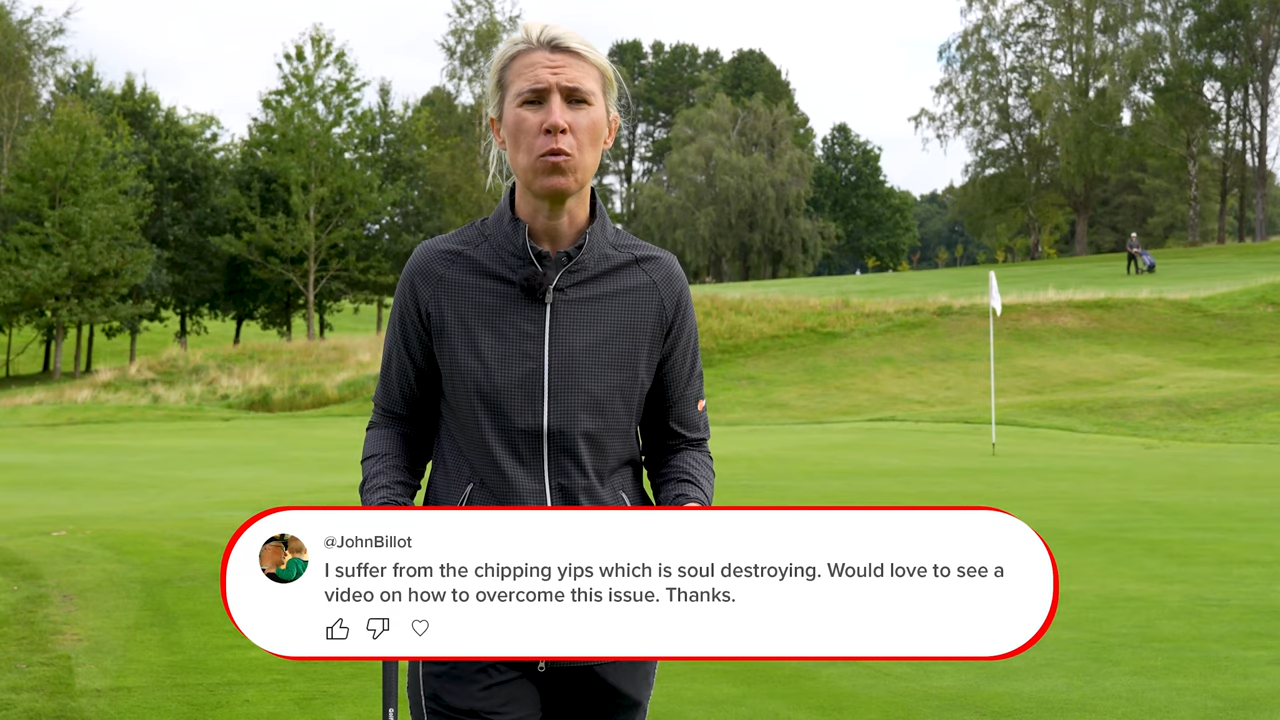 @JohnBillot
I suffer from the chipping yips which is soul destroying. Would love to see a
video on how to overcome this issue. Thanks.